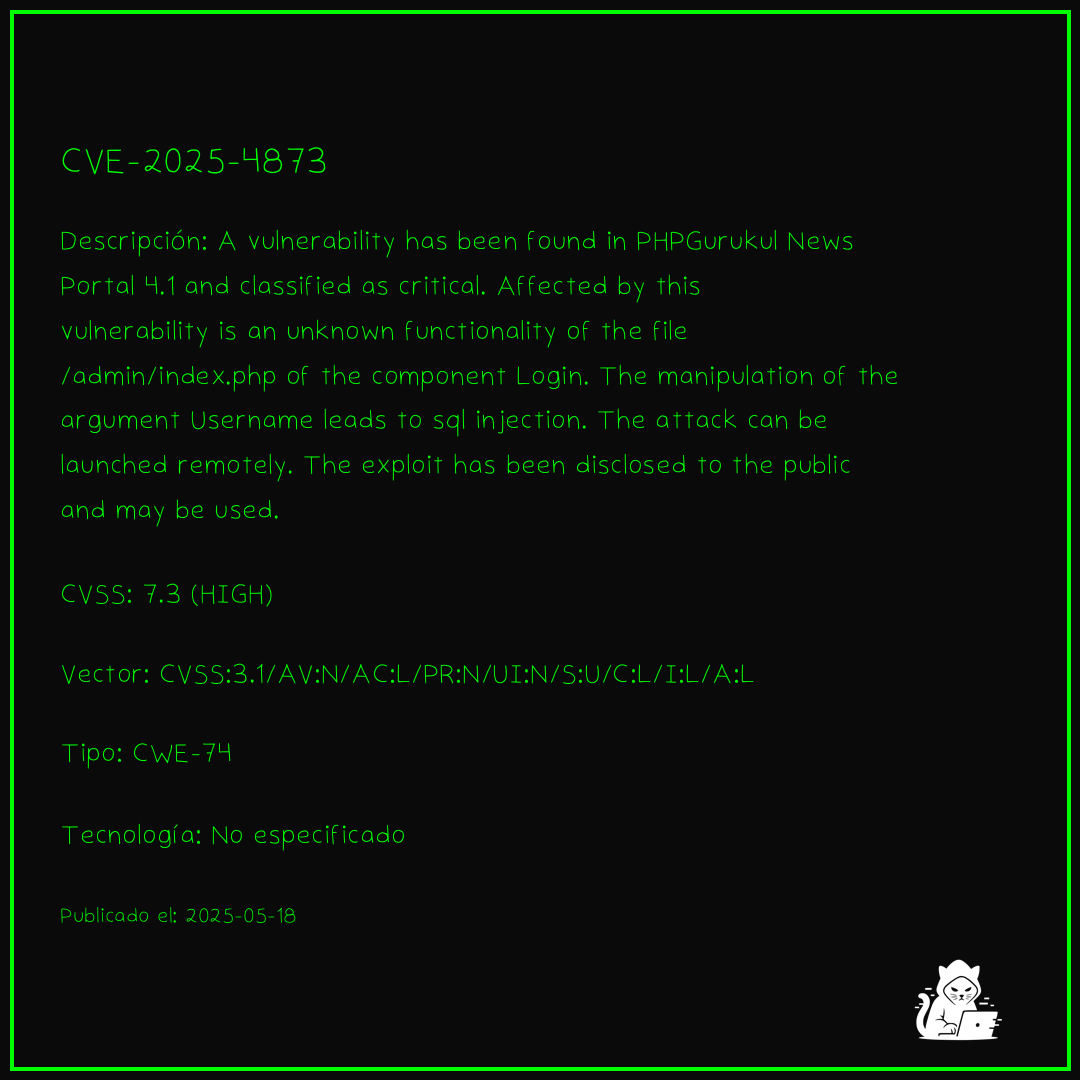 CVE-2025-4873
Descripción: A vulnerability has been found in PHPGurukul News
Portal 4.1 and classified as critical. Affected by this
vulnerability is an unknown functionality of the file
/admin/index.php of the component Login. The manipulation of the
argument Username leads to sql injection. The attack can be
launched remotely. The exploit has been disclosed to the public
and may be used.
CVSS: 7.3 (HIGH)
Vector: CVSS:3.1/AV:N/AC:L/PR:N/UI:N/S:U/C:L/I:L/A:L
Tipo: CWE-74
Tecnología: No especificado
Publicado el: 2025-05-18